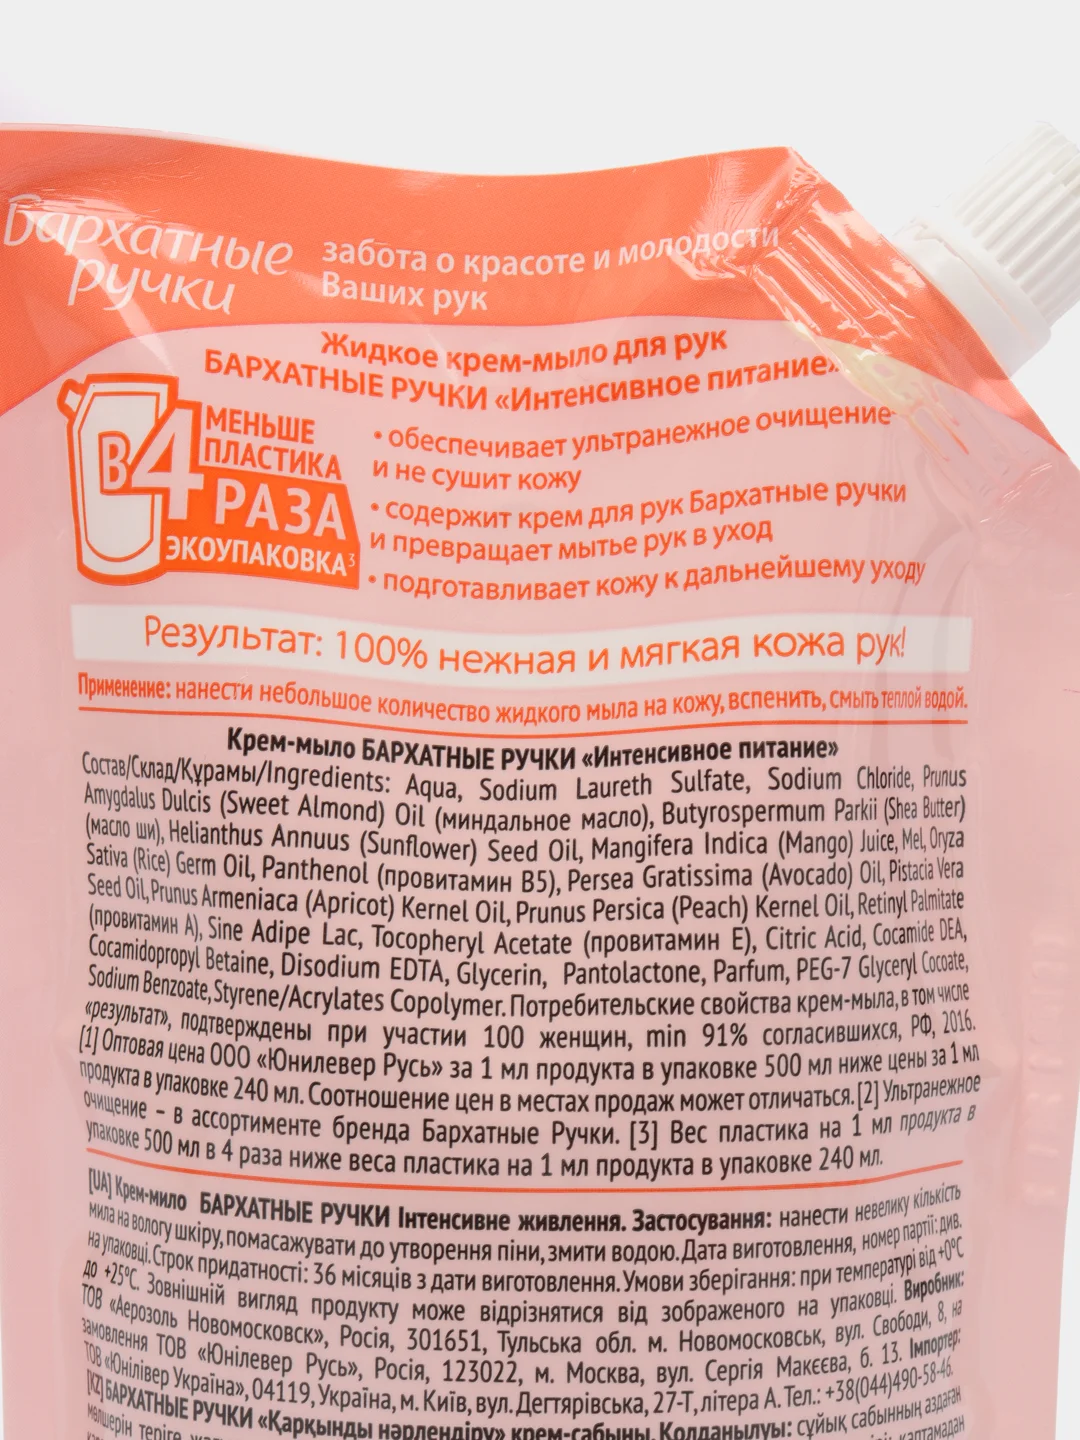 Бархатные
ручки
забота о красоте и молодости
Ваших рук
Жидкое крем-мыло для рук
БАРХАТНЫЕ РУЧКИ «Интенсивное питание»
В 4 РАЗА
МЕНЬШЕ
ПЛАСТИКА
ЭКОУПАКОВКА³
• обеспечивает ультранежное очищение
и не сушит кожу
• содержит крем для рук Бархатные ручки
и превращает мытье рук в уход
• подготавливает кожу к дальнейшему уходу
Результат: 100% нежная и мягкая кожа рук!
Применение: нанести небольшое количество жидкого мыла на кожу, вспенить, смыть теплой водой.
Крем-мыло БАРХАТНЫЕ РУЧКИ «Интенсивное питание»
Состав/Склад/Құрамы/Ingredients: Aqua, Sodium Laureth Sulfate, Sodium Chloride, Prunus
Amygdalus Dulcis (Sweet Almond) Oil (миндальное масло), Butyrospermum Parkii (Shea Butter)
(масло ши), Helianthus Annuus (Sunflower) Seed Oil, Mangifera Indica (Mango) Juice, Mel, Oryza
Sativa (Rice) Germ Oil, Panthenol (провитамин В5), Persea Gratissima (Avocado) Oil, Pistacia Vera
Seed Oil, Prunus Armeniaca (Apricot) Kernel Oil, Prunus Persica (Peach) Kernel Oil, Retinyl Palmitate
(провитамин А), Sine Adipe Lac, Tocopheryl Acetate (провитамин Е), Citric Acid, Cocamide DEA,
Cocamidopropyl Betaine, Disodium EDTA, Glycerin, Pantolactone, Parfum, PEG-7 Glyceryl Cocoate,
Sodium Benzoate, Styrene/Acrylates Copolymer. Потребительские свойства крем-мыла, в том числе
«результат», подтверждены при участии 100 женщин, min 91% согласившихся, РФ, 2016.
[1] Оптовая цена ООО «Юнилевер Русь» за 1 мл продукта в упаковке 500 мл ниже цены за 1 мл
продукта в упаковке 240 мл. Соотношение цен в местах продаж может отличаться. [2] Ультранежное
очищение – в ассортименте бренда Бархатные Ручки. [3] Вес пластика на 1 мл продукта в
упаковке 500 мл в 4 раза ниже веса пластика на 1 мл продукта в упаковке 240 мл.
[UA] Крем-мило БАРХАТНЫЕ РУЧКИ Інтенсивне живлення. Застосування: нанести невелику кількість
мила на вологу шкіру, помасажувати до утворення піни, змити водою. Дата виготовлення, номер партії: див.
на упаковці. Строк придатності: 36 місяців з дати виготовлення. Умови зберігання: при температурі від +0°С
до +25°С. Зовнішній вигляд продукту може відрізнятися від зображеного на упаковці. Виробник:
ТОВ «Аерозоль Новомосковск», Росія, 301651, Тульська обл. м. Новомосковськ, вул. Свободи, 8, на
замовлення ТОВ «Юнілевер Русь», Росія, 123022, м. Москва, вул. Сергія Макєєва, б. 13. Імпортер:
ТОВ «Юнілівер Україна», 04119, Україна, м. Київ, вул. Дегтярівська, 27-Т, літера А. Тел.: +38(044)490-58-46.
[KZ] БАРХАТНЫЕ РУЧКИ «Қарқынды нәрлендіру» крем-сабыны. Қолданылуы: сұйық сабынның аздаған
мөлшерін теріге